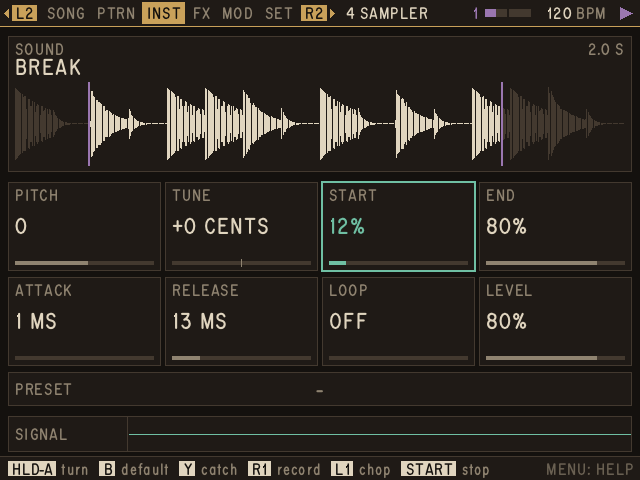 L2 SONG PTRN INST FX MOD SET R2 4 SAMPLER 1 120 BPM
SOUND 2.0 S
BREAK
PITCH TUNE START END
0 +0 CENTS 12% 80%
ATTACK RELEASE LOOP LEVEL
1 MS 13 MS OFF 80%
PRESET -
SIGNAL
HLD-A turn B default Y catch R1 record L1 chop START stop MENU: HELP